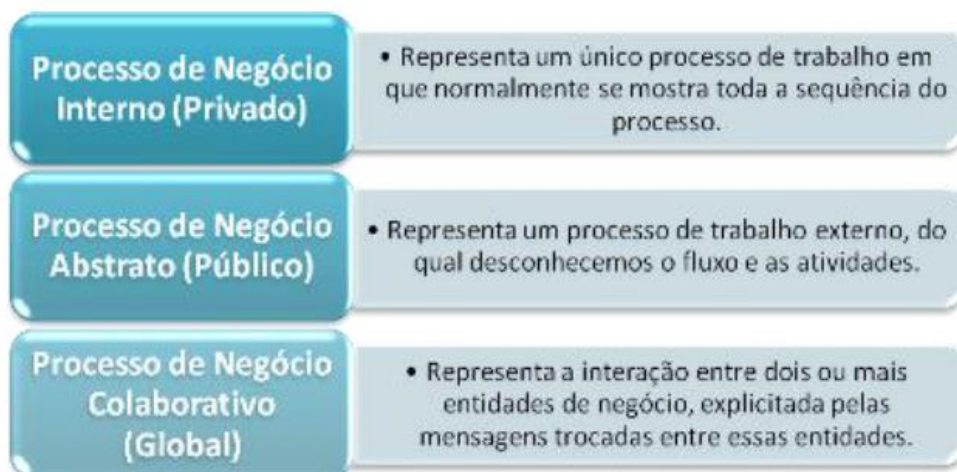 Processo de Negócio
Interno (Privado)
• Representa um único processo de trabalho em
que normalmente se mostra toda a sequência do
processo.
Processo de Negócio
Abstrato (Público)
• Representa um processo de trabalho externo, do
qual desconhecemos o fluxo e as atividades.
Processo de Negócio
Colaborativo
(Global)
• Representa a interação entre dois ou mais
entidades de negócio, explicitada pelas
mensagens trocadas entre essas entidades.